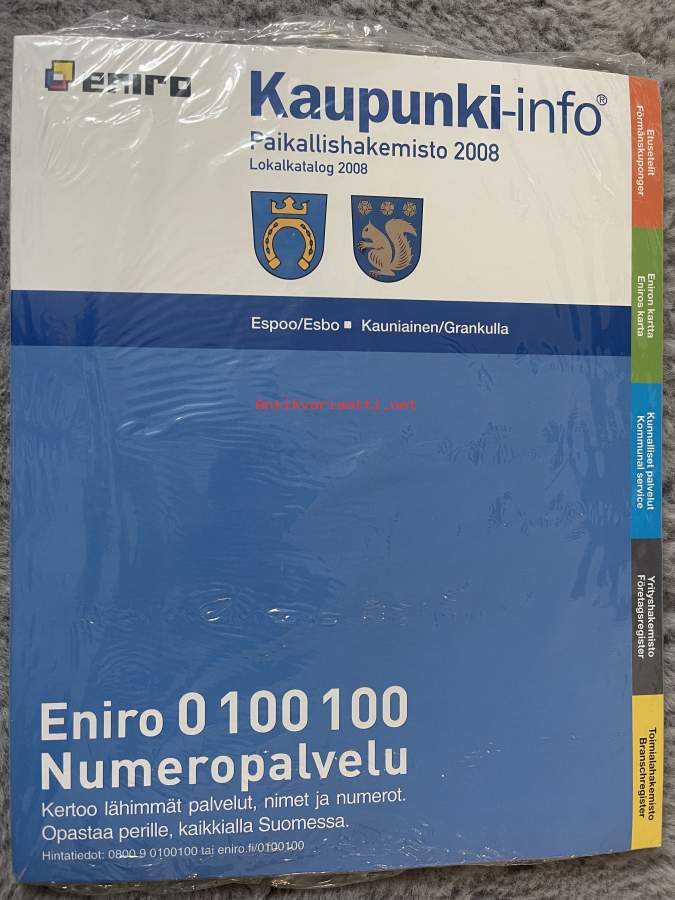 eniro
Kaupunki-info®
Paikallishakemisto 2008
Lokalkatalog 2008
Espoo/Esbo ■ Kauniainen/Grankulla
Antikvariaatti.net
Eniro 0 100 100
Numeropalvelu
Kertoo lähimmät palvelut, nimet ja numerot.
Opastaa perille, kaikkialla Suomessa.
Hintatiedot: 0800 9 0100100 tai eniro.fi/0100100
Etusetelit
Förmånskuponger
Eniron kartta
Eniros karta
Kunnalliset palvelut
Kommunal service
Yrityshakemisto
Företagsregister
Toimialahakemisto
Branschregister